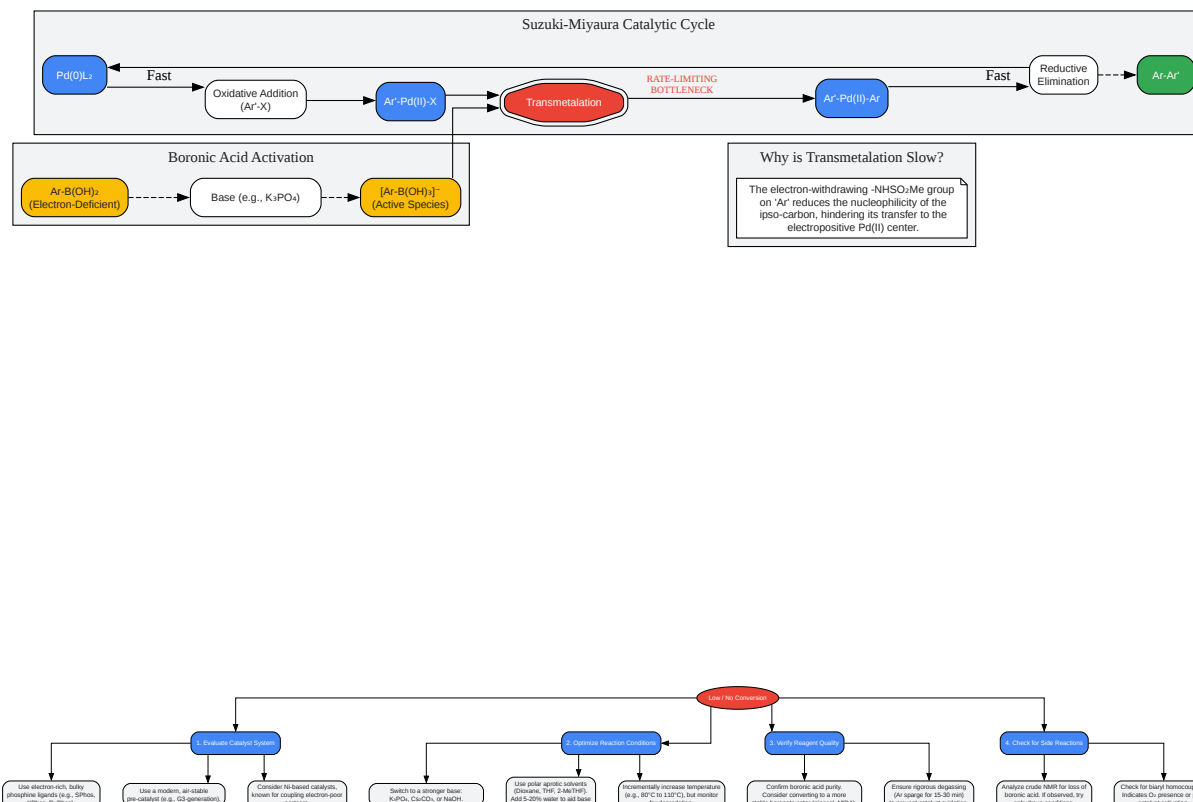 Suzuki-Miyaura Catalytic Cycle
Pd(0)L₂
Fast
Oxidative Addition
(Ar'-X)
Ar'-Pd(II)-X
Transmetalation
RATE-LIMITING
BOTTLENECK
Ar'-Pd(II)-Ar
Fast
Reductive
Elimination
Ar-Ar'
Boronic Acid Activation
Ar-B(OH)₂
(Electron-Deficient)
Base (e.g., K₃PO₄)
[Ar-B(OH)₃]⁻
(Active Species)
Why is Transmetalation Slow?
The electron-withdrawing -NHSO₂Me group
on 'Ar' reduces the nucleophilicity of the
ipso-carbon, hindering its transfer to the
electropositive Pd(II) center.
Low / No Conversion
1. Evaluate Catalyst System
2. Optimize Reaction Conditions
3. Verify Reagent Quality
4. Check for Side Reactions
Use electron-rich, bulky
phosphine ligands (e.g., SPhos,
Use a modern, air-stable
pre-catalyst (e.g., G3-generation).
Consider Ni-based catalysts,
known for coupling electron-poor
Switch to a stronger base:
K₃PO₄, Cs₂CO₃, or NaOH.
Use polar aprotic solvents
(Dioxane, THF, 2-MeTHF).
Add 5-20% water to aid base
Incrementally increase temperature
(e.g., 80°C to 110°C), but monitor
Confirm boronic acid purity.
Consider converting to a more
Ensure rigorous degassing
(Ar sparge for 15-30 min)
Analyze crude NMR for loss of
boronic acid. If observed, try
Check for biaryl homocou
Indicates O₂ presence or